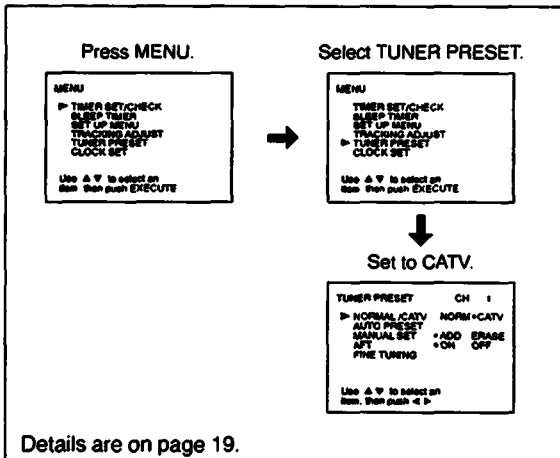 Press MENU.
MENU
▶ TIMER SET/CHECK
SLEEP TIMER
SET UP MENU
TRACKING ADJUST
TUNER PRESET
CLOCK SET
Use ▲ ▼ to select an
item then push EXECUTE
Select TUNER PRESET.
MENU
TIMER SET/CHECK
SLEEP TIMER
SET UP MENU
TRACKING ADJUST
▶ TUNER PRESET
CLOCK SET
Use ▲ ▼ to select an
item then push EXECUTE
Set to CATV.
TUNER PRESET CH
▶ NORMAL/CATV NORM •CATV
AUTO PRESET
MANUAL SET •ADD ERASE
AFT •ON OFF
FINE TUNING
Use ▲ ▼ to select an
item, then push ◄ ►
Details are on page 19.